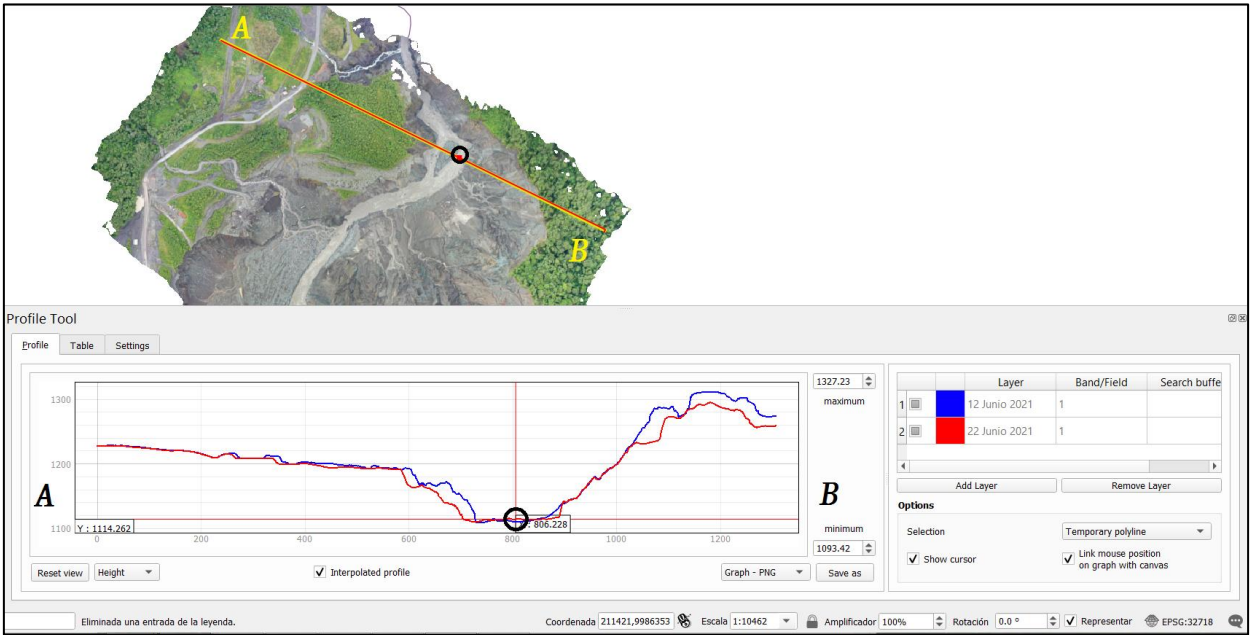 A
B
Profile Tool
Profile Table Settings
1300
1200
1100
A
Y : 1114.262
: 806.228
0 200 400 600 800 1000 1200
B
1327.23
maximum
minimum
1093.42
Layer Band/Field Search buffe
1 12 Junio 2021 1
2 22 Junio 2021 1
Add Layer Remove Layer
Options
Selection Temporary polyline
Show cursor Link mouse position
on graph with canvas
Reset view Height Interpolated profile Graph - PNG Save as
Eliminada una entrada de la leyenda. Coordenada 211421,9986353 Escala 1:10462 Amplificador 100% Rotación 0.0 ° Representar EPSG:32718